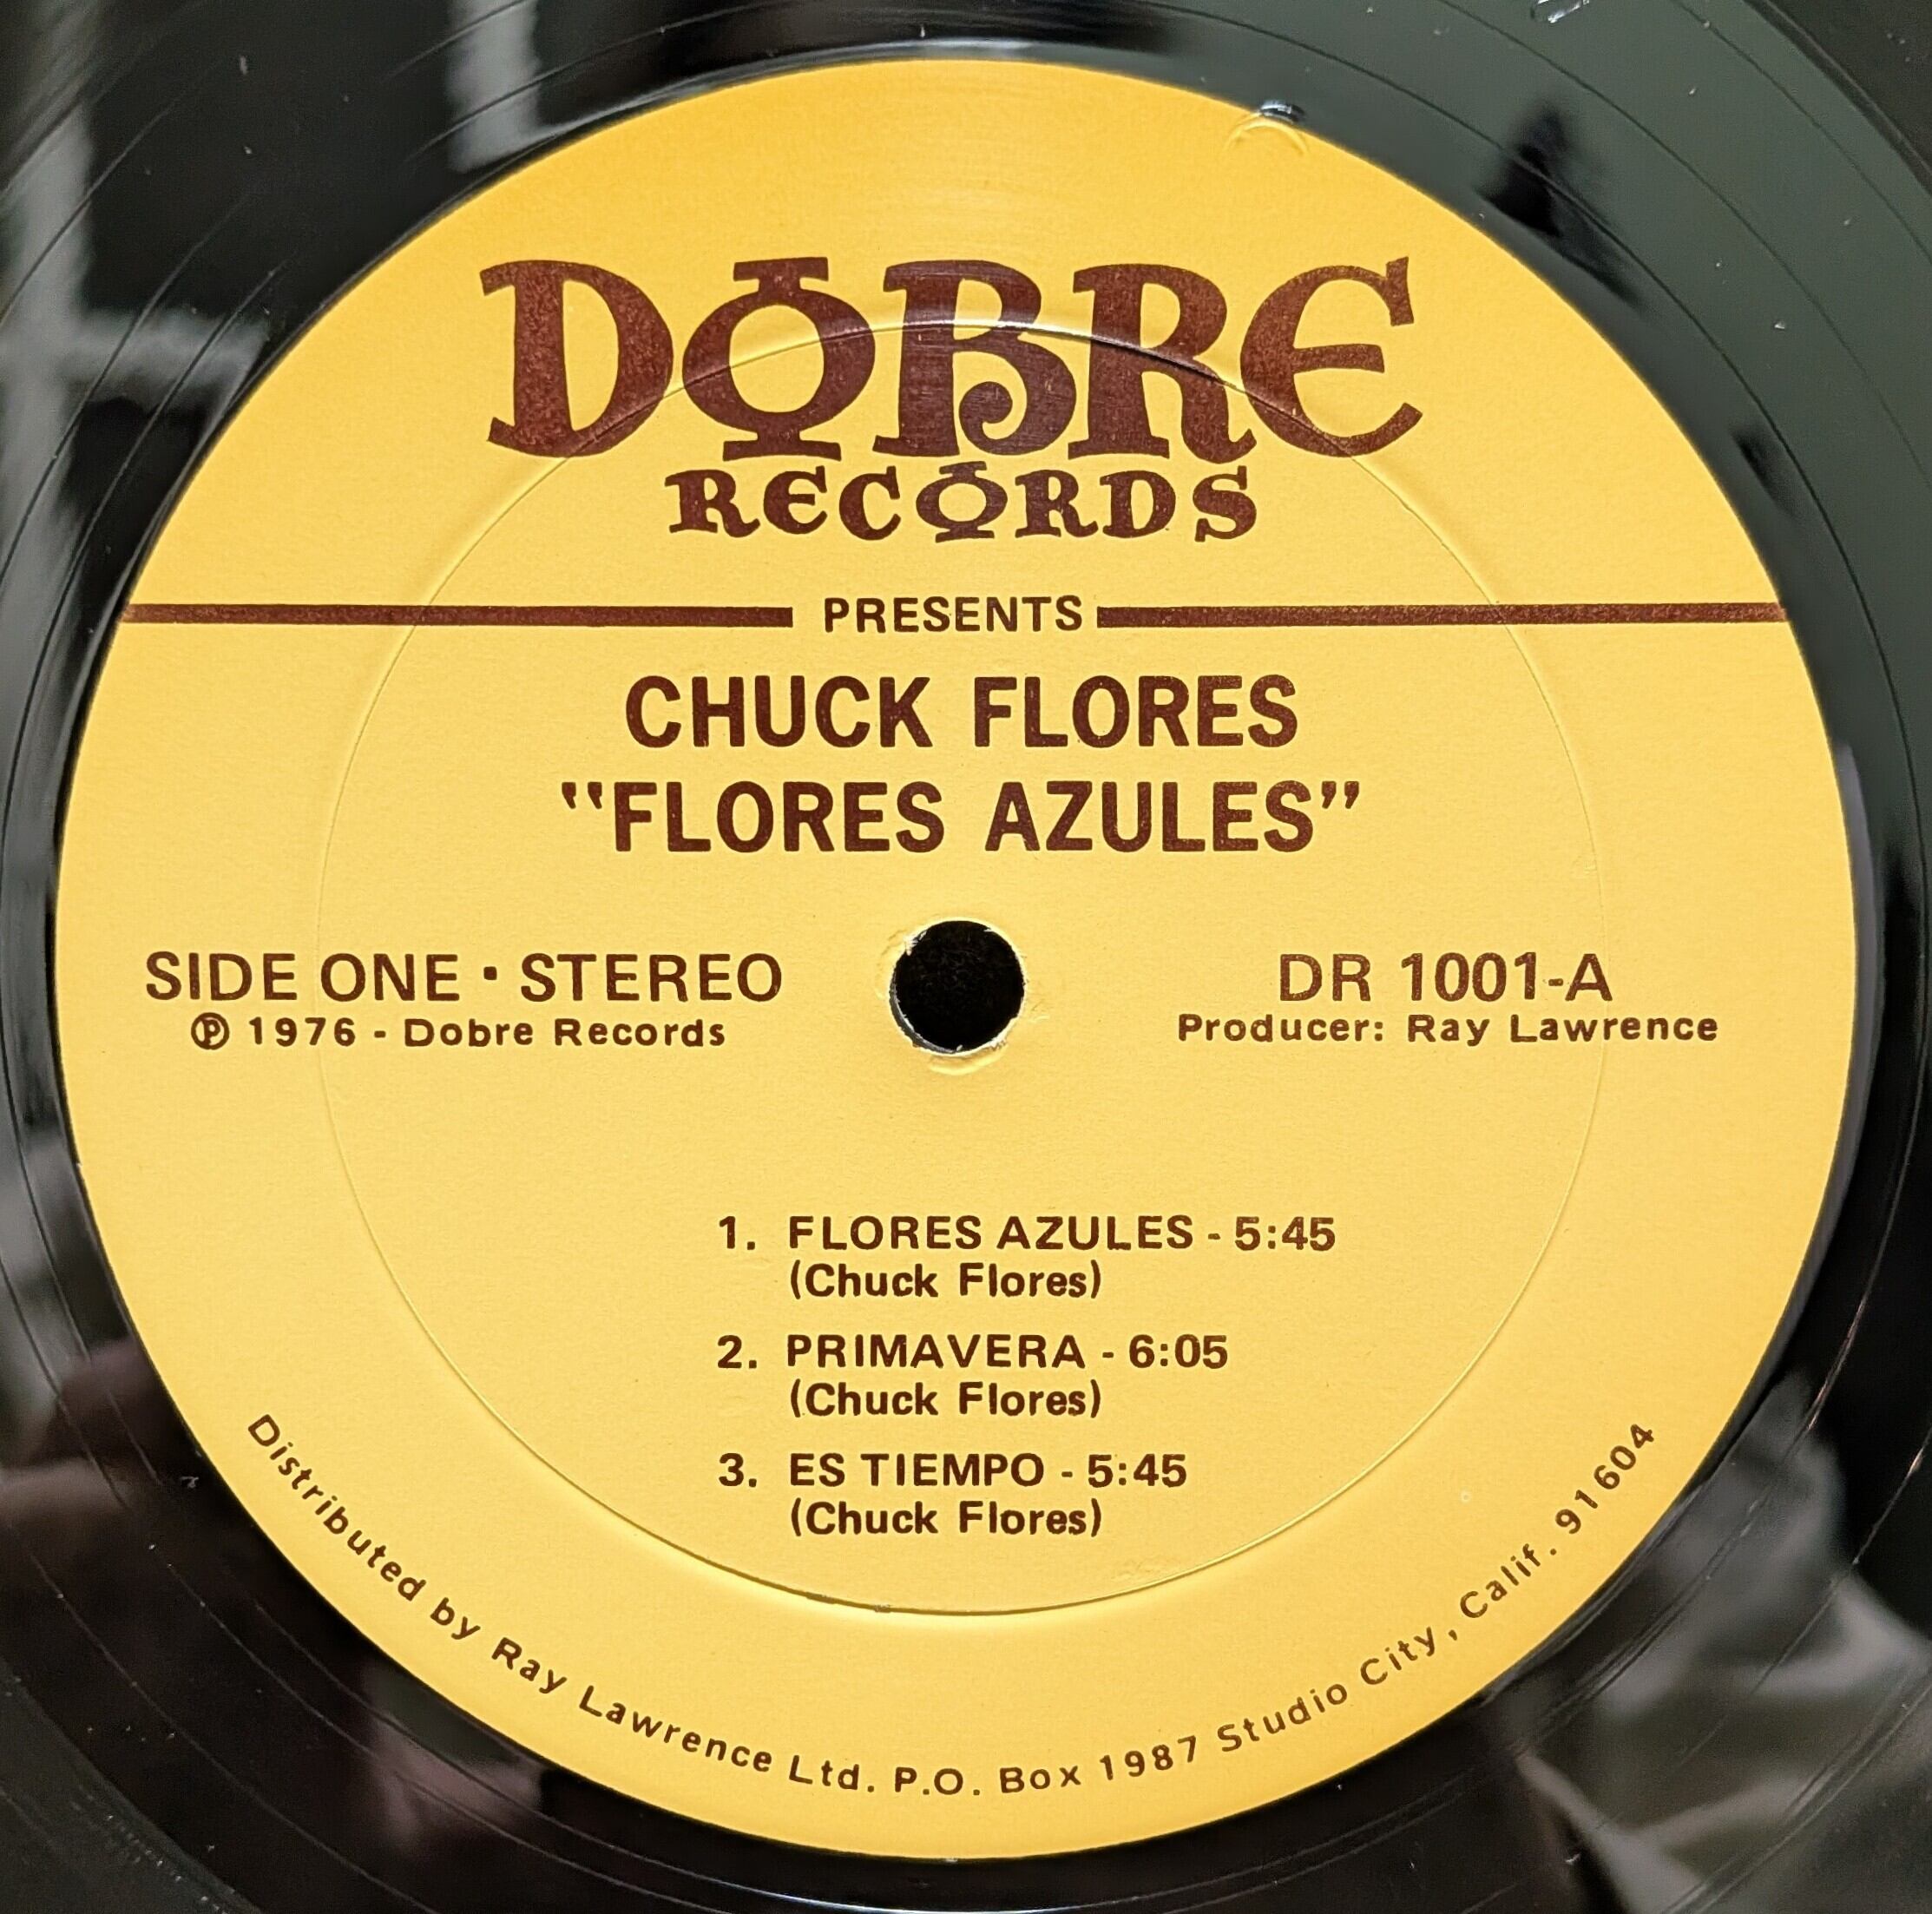 DOBRE
RECORDS
PRESENTS
CHUCK FLORES
"FLORES AZULES"
SIDE ONE · STEREO
℗ 1976 - Dobre Records
DR 1001-A
Producer: Ray Lawrence
1. FLORES AZULES - 5:45
(Chuck Flores)
2. PRIMAVERA - 6:05
(Chuck Flores)
3. ES TIEMPO - 5:45
(Chuck Flores)
Distributed by Ray Lawrence Ltd. P.O. Box 1987 Studio City, Calif. 91604